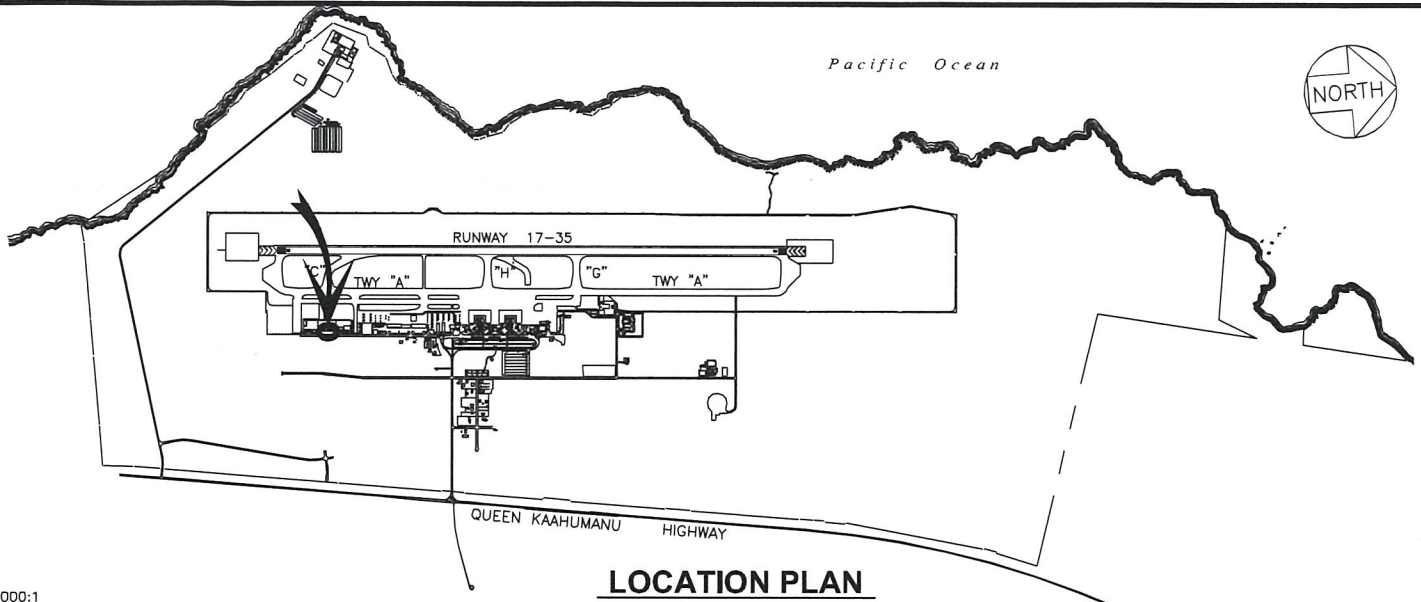 Pacific Ocean
NORTH
RUNWAY 17-35
"C"
TWY "A"
"H"
"G"
TWY "A"
QUEEN KAAHUMANU HIGHWAY
LOCATION PLAN
000:1